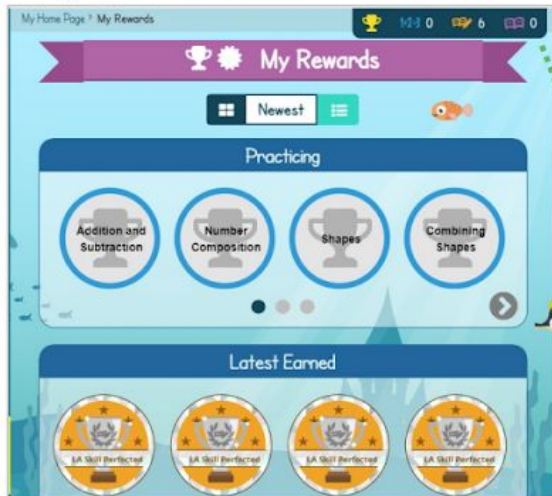 My Home Page > My Rewards
0 6 0
My Rewards
Newest
Practicing
Addition and
Subtraction
Number
Composition
Shapes
Combining
Shapes
Latest Earned
LA Skill Perfected
LA Skill Perfected
LA Skill Perfected
LA Skill Perfected